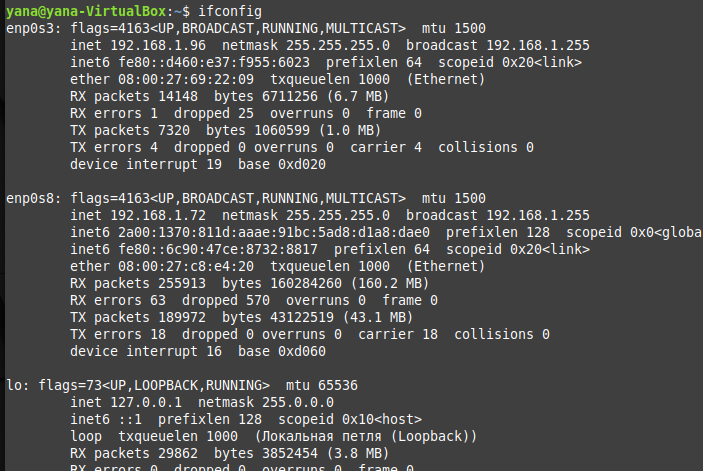 yana@yana-VirtualBox:~$ ifconfig
enp0s3: flags=4163<UP,BROADCAST,RUNNING,MULTICAST>  mtu 1500
        inet 192.168.1.96  netmask 255.255.255.0  broadcast 192.168.1.255
        inet6 fe80::d460:e37:f955:6023  prefixlen 64  scopeid 0x20<link>
        ether 08:00:27:69:22:09  txqueuelen 1000  (Ethernet)
        RX packets 14148  bytes 6711256 (6.7 MB)
        RX errors 1  dropped 25  overruns 0  frame 0
        TX packets 7320  bytes 1060599 (1.0 MB)
        TX errors 4  dropped 0 overruns 0  carrier 4  collisions 0
        device interrupt 19  base 0xd020

enp0s8: flags=4163<UP,BROADCAST,RUNNING,MULTICAST>  mtu 1500
        inet 192.168.1.72  netmask 255.255.255.0  broadcast 192.168.1.255
        inet6 2a00:1370:811d:aaae:91bc:5ad8:d1a8:dae0  prefixlen 128  scopeid 0x0<globa
        inet6 fe80::6c90:47ce:8732:8817  prefixlen 64  scopeid 0x20<link>
        ether 08:00:27:c8:e4:20  txqueuelen 1000  (Ethernet)
        RX packets 255913  bytes 160284260 (160.2 MB)
        RX errors 63  dropped 570  overruns 0  frame 0
        TX packets 189972  bytes 43122519 (43.1 MB)
        TX errors 18  dropped 0 overruns 0  carrier 18  collisions 0
        device interrupt 16  base 0xd060

lo: flags=73<UP,LOOPBACK,RUNNING>  mtu 65536
        inet 127.0.0.1  netmask 255.0.0.0
        inet6 ::1  prefixlen 128  scopeid 0x10<host>
        loop  txqueuelen 1000  (Локальная петля (Loopback))
        RX packets 29862  bytes 3852454 (3.8 MB)
        RX errors 0  dropped 0  overruns 0  frame 0